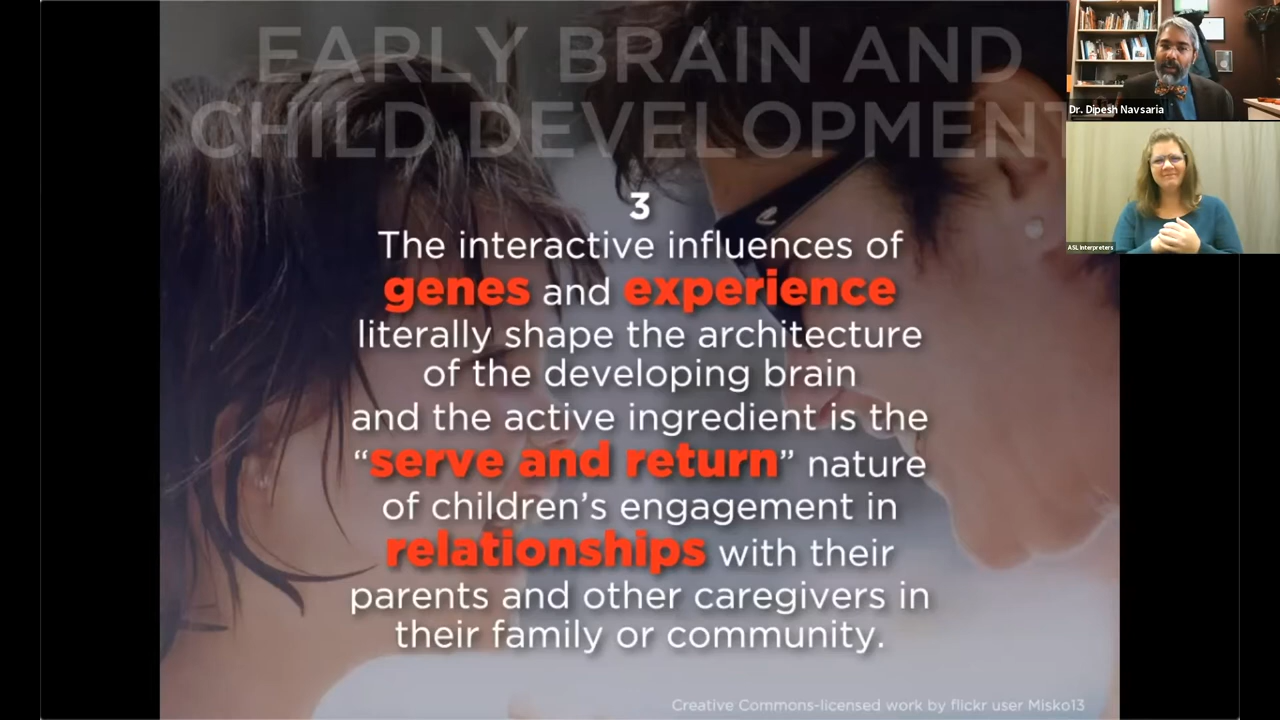 EARLY BRAIN AND
CHILD DEVELOPMENT
3
The interactive influences of
genes and experience
literally shape the architecture
of the developing brain
and the active ingredient is the
“serve and return” nature
of children’s engagement in
relationships with their
parents and other caregivers in
their family or community.
Creative Commons-licensed work by flickr user Misko13
Dr. Dipesh Navsaria
ASL Interpreters